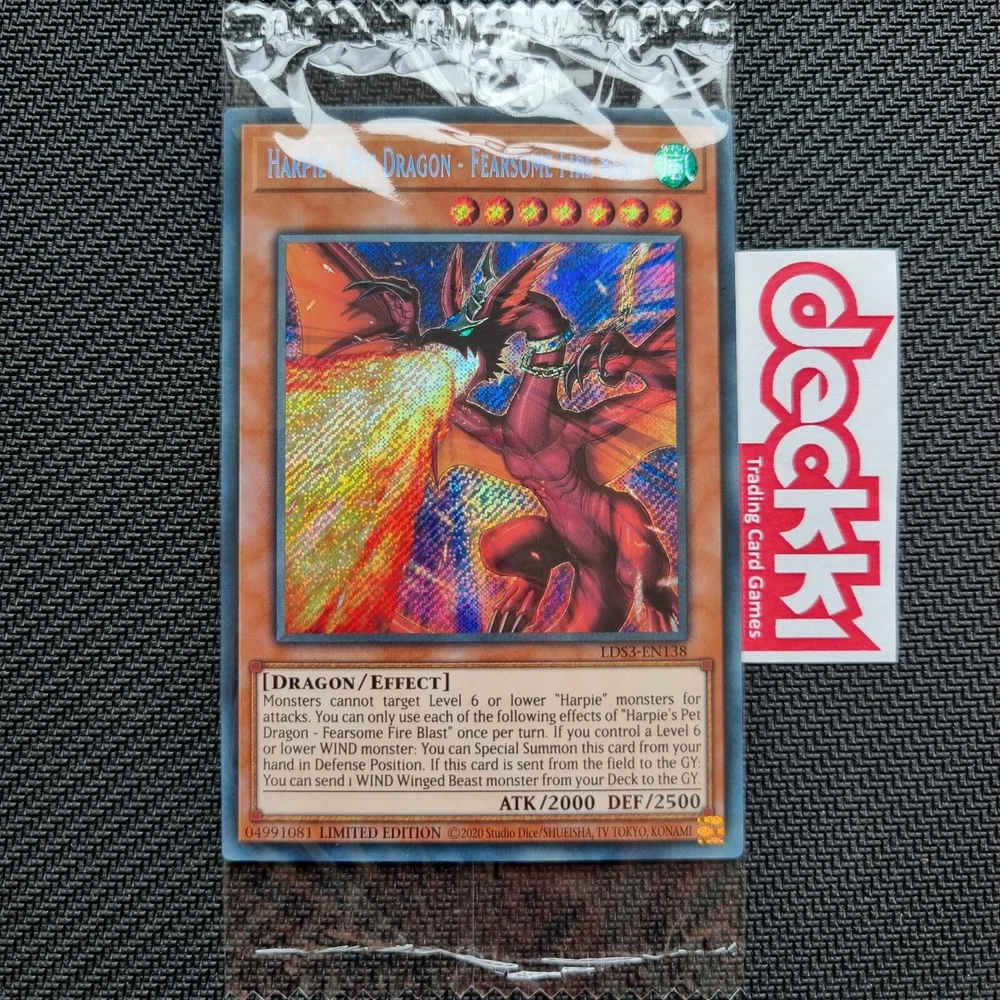 HARPIE'S PET DRAGON - FEARSOME FIRE BLAST
LDS3-EN138
[DRAGON/EFFECT]
Monsters cannot target Level 6 or lower "Harpie" monsters for
attacks. You can only use each of the following effects of "Harpie's Pet
Dragon - Fearsome Fire Blast" once per turn. If you control a Level 6
or lower WIND monster: You can Special Summon this card from your
hand in Defense Position. If this card is sent from the field to the GY:
You can send 1 WIND Winged Beast monster from your Deck to the GY.
ATK/2000 DEF/2500
04991081 LIMITED EDITION ©2020 Studio Dice/SHUEISHA, TV TOKYO, KONAMI
dekk1
Trading Card Games